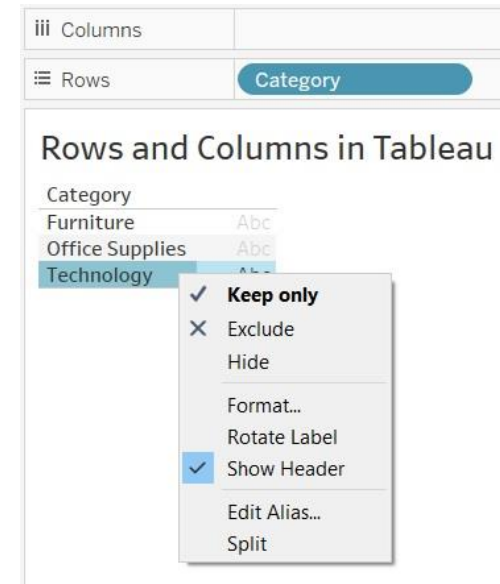 Columns
Rows Category
Rows and Columns in Tableau
Category
Furniture Abc
Office Supplies Abc
Technology Abc
Keep only
Exclude
Hide
Format...
Rotate Label
Show Header
Edit Alias...
Split